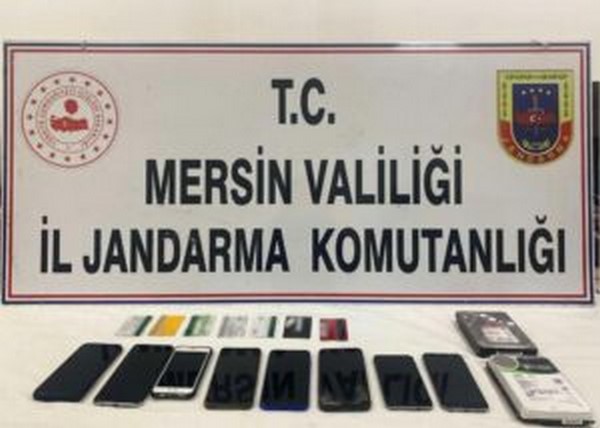 T.C.
MERSİN VALİLİĞİ
İL JANDARMA KOMUTANLIĞI